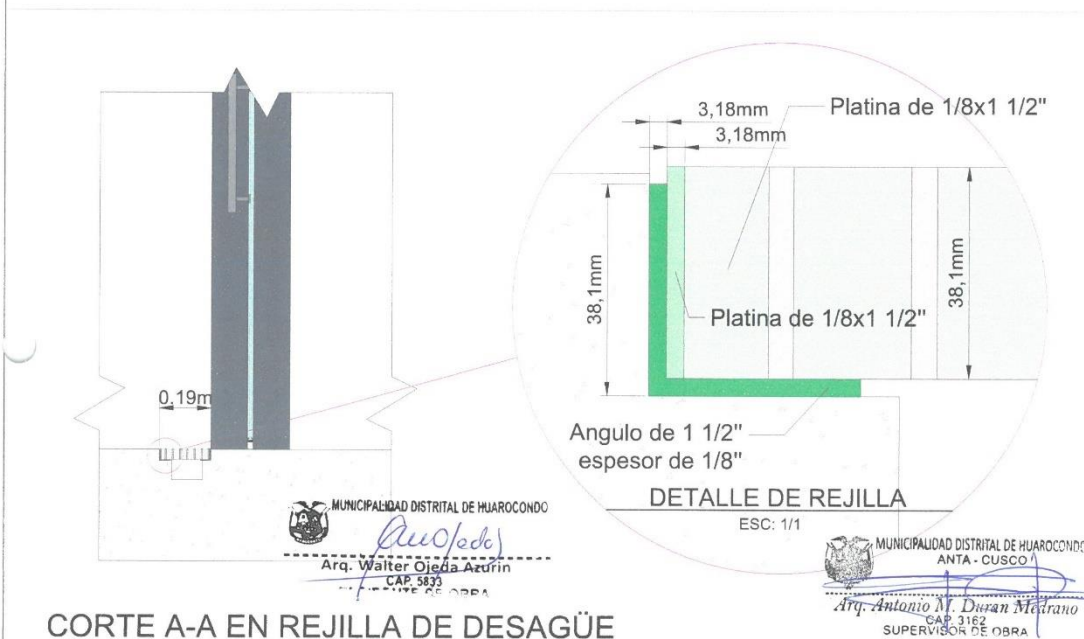 3,18mm
Platina de 1/8x1 1/2"
3,18mm
38,1mm
38,1mm
Platina de 1/8x1 1/2"
0.19m
Angulo de 1 1/2"
espesor de 1/8"
DETALLE DE REJILLA
ESC: 1/1
MUNICIPALIDAD DISTRITAL DE HUAROCONDO
Arq. Walter Ojeda Azurin
CAP. 5833
DE OBRA
MUNICIPALIDAD DISTRITAL DE HUAROCONDO
ANTA - CUSCO
Arq. Antonio M. Duran Medrano
CAP. 3162
SUPERVISOR DE OBRA
CORTE A-A EN REJILLA DE DESAGÜE